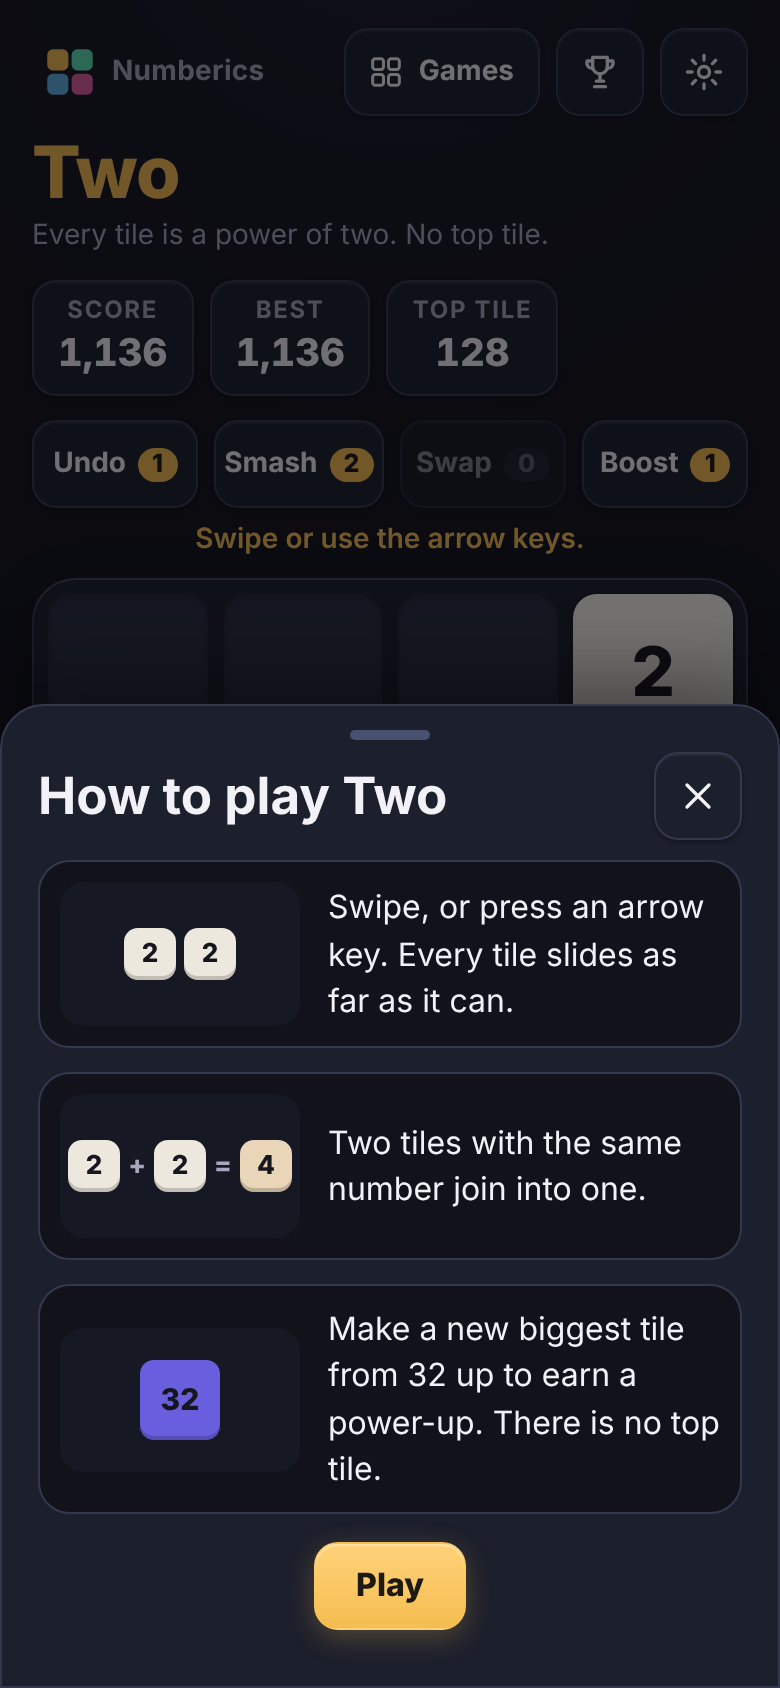 Numberics
Games
Two
Every tile is a power of two. No top tile.
SCORE BEST TOP TILE
1,136 1,136 128
Undo 1 Smash 2 Swap 0 Boost 1
Swipe or use the arrow keys.
2
How to play Two
2 2
Swipe, or press an arrow
key. Every tile slides as
far as it can.
2 + 2 = 4
Two tiles with the same
number join into one.
32
Make a new biggest tile
from 32 up to earn a
power-up. There is no top
tile.
Play